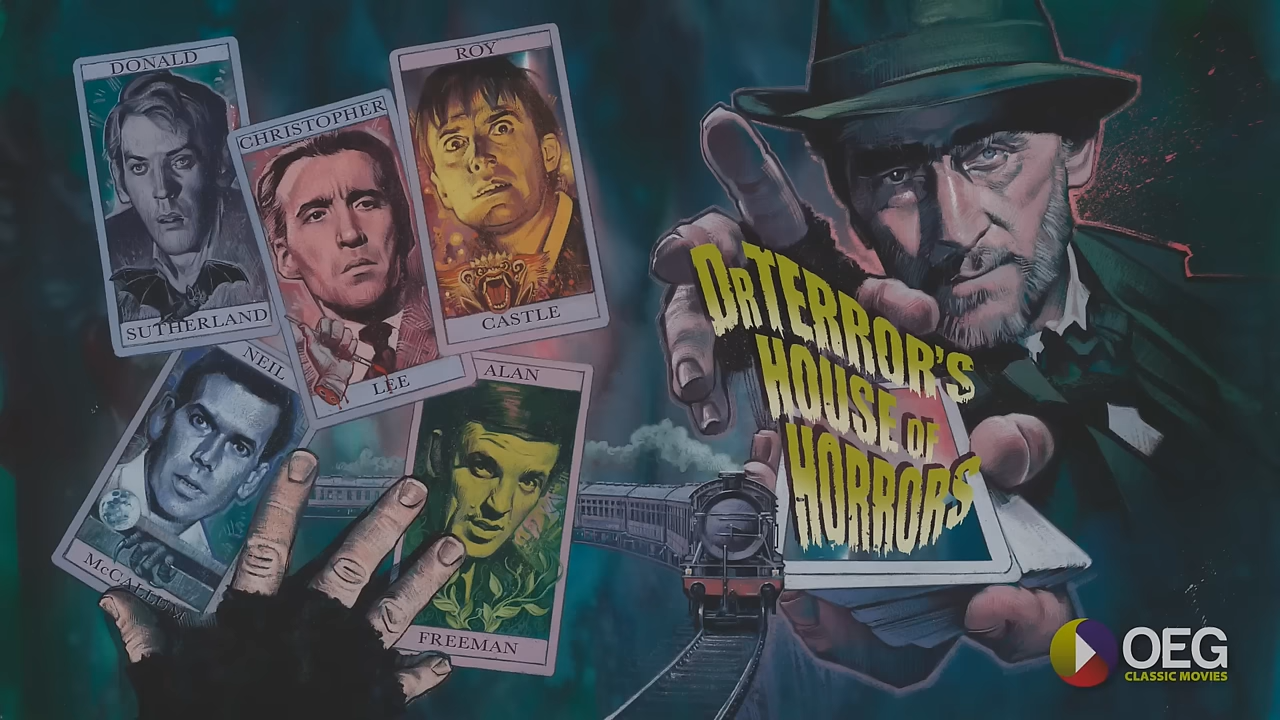 DONALD
SUTHERLAND
CHRISTOPHER
LEE
ROY
CASTLE
NEIL
McCALLUM
ALAN
FREEMAN
DR TERROR'S
HOUSE OF
HORRORS
OEG
CLASSIC MOVIES